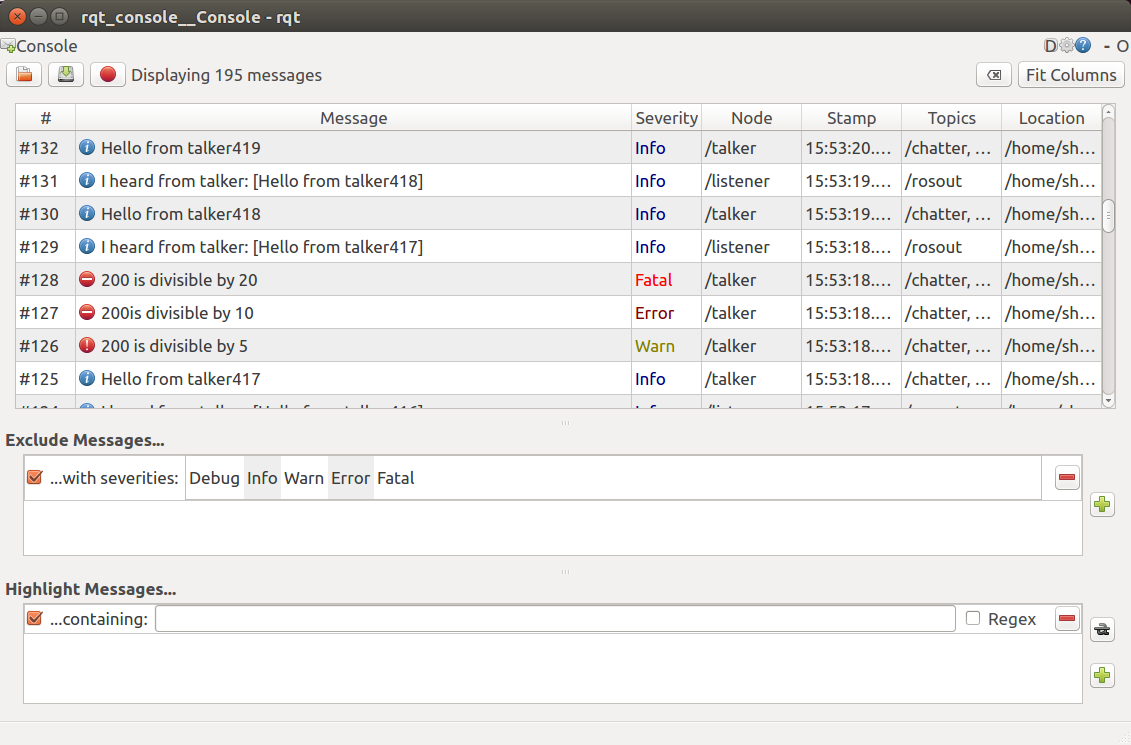 rqt_console__Console - rqt
Console D - O
Displaying 195 messages Fit Columns
# Message Severity Node Stamp Topics Location
#132 Hello from talker419 Info /talker 15:53:20.... /chatter, ... /home/sh...
#131 I heard from talker: [Hello from talker418] Info /listener 15:53:19.... /rosout /home/sh...
#130 Hello from talker418 Info /talker 15:53:19.... /chatter, ... /home/sh...
#129 I heard from talker: [Hello from talker417] Info /listener 15:53:18.... /rosout /home/sh...
#128 200 is divisible by 20 Fatal /talker 15:53:18.... /chatter, ... /home/sh...
#127 200is divisible by 10 Error /talker 15:53:18.... /chatter, ... /home/sh...
#126 200 is divisible by 5 Warn /talker 15:53:18.... /chatter, ... /home/sh...
#125 Hello from talker417 Info /talker 15:53:18.... /chatter, ... /home/sh...
Exclude Messages...
...with severities: Debug Info Warn Error Fatal
Highlight Messages...
...containing: Regex